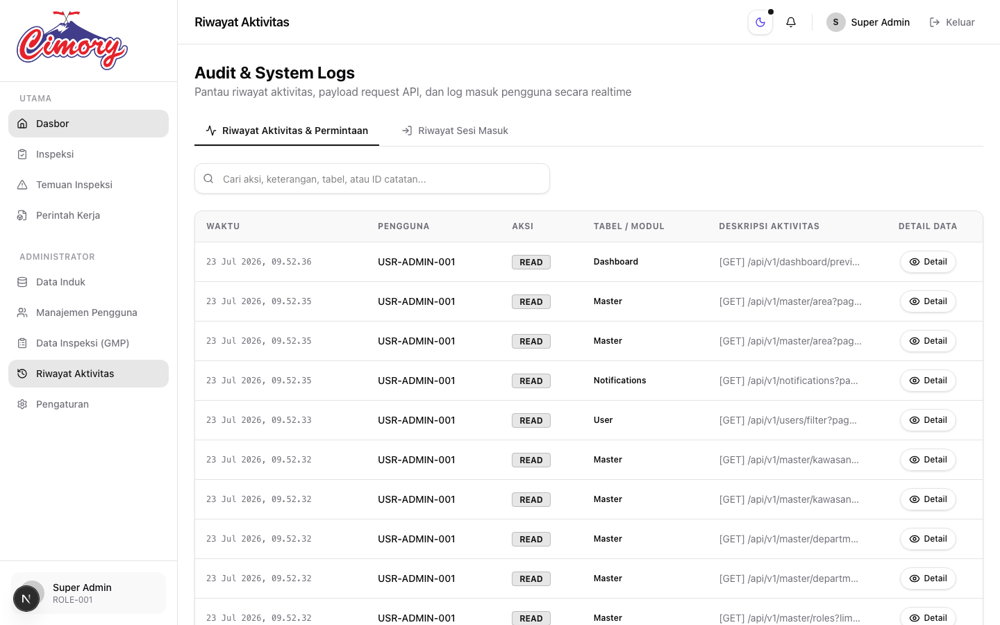 Cimory
Riwayat Aktivitas
S
Super Admin
Keluar
UTAMA
Dasbor
Inspeksi
Temuan Inspeksi
Perintah Kerja
ADMINISTRATOR
Data Induk
Manajemen Pengguna
Data Inspeksi (GMP)
Riwayat Aktivitas
Pengaturan
N
Super Admin
ROLE-001
Audit & System Logs
Pantau riwayat aktivitas, payload request API, dan log masuk pengguna secara realtime
Riwayat Aktivitas & Permintaan
Riwayat Sesi Masuk
Cari aksi, keterangan, tabel, atau ID catatan...
WAKTU PENGGUNA AKSI TABEL / MODUL DESKRIPSI AKTIVITAS DETAIL DATA
23 Jul 2026, 09.52.36 USR-ADMIN-001 READ Dashboard [GET] /api/v1/dashboard/previ... Detail
23 Jul 2026, 09.52.35 USR-ADMIN-001 READ Master [GET] /api/v1/master/area?pag... Detail
23 Jul 2026, 09.52.35 USR-ADMIN-001 READ Master [GET] /api/v1/master/area?pag... Detail
23 Jul 2026, 09.52.35 USR-ADMIN-001 READ Notifications [GET] /api/v1/notifications?pa... Detail
23 Jul 2026, 09.52.33 USR-ADMIN-001 READ User [GET] /api/v1/users/filter?pag... Detail
23 Jul 2026, 09.52.32 USR-ADMIN-001 READ Master [GET] /api/v1/master/kawasan... Detail
23 Jul 2026, 09.52.32 USR-ADMIN-001 READ Master [GET] /api/v1/master/kawasan... Detail
23 Jul 2026, 09.52.32 USR-ADMIN-001 READ Master [GET] /api/v1/master/departm... Detail
23 Jul 2026, 09.52.32 USR-ADMIN-001 READ Master [GET] /api/v1/master/departm... Detail
23 Jul 2026, 09.52.32 USR-ADMIN-001 READ Master [GET] /api/v1/master/roles?lim... Detail